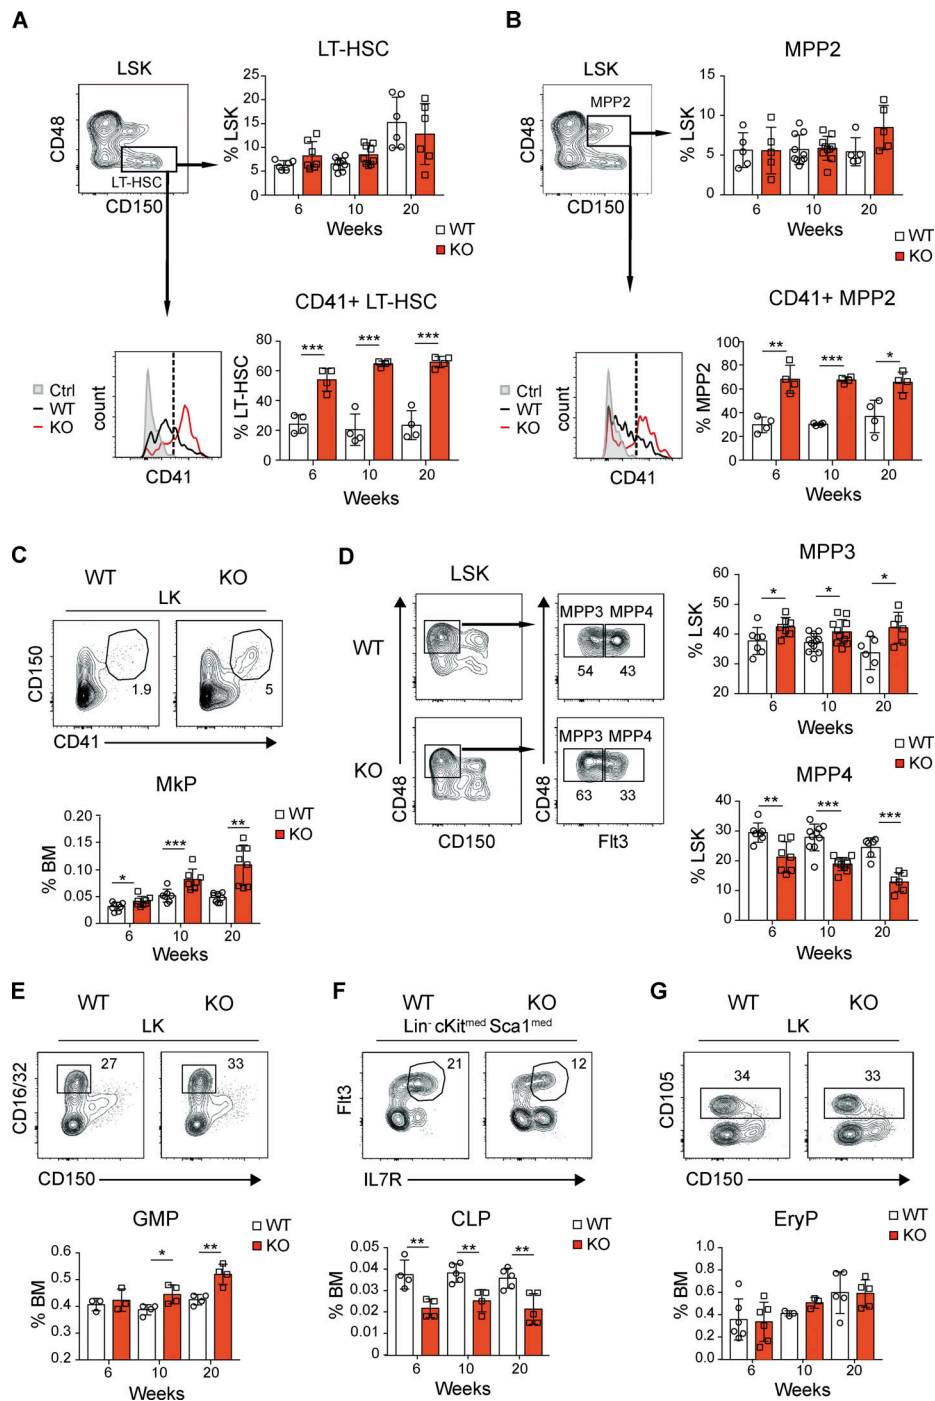 A
LT-HSC
LSK
CD48
LT-HSC
CD150
% LSK
25
20
15
10
5
0
6 10 20
Weeks
WT
KO
Ctrl
WT
KO
count
CD41
CD41+ LT-HSC
% LT-HSC
80
60
40
20
0
*** *** ***
6 10 20
Weeks
B
MPP2
LSK
MPP2
CD48
CD150
% LSK
15
10
5
0
6 10 20
Weeks
WT
KO
Ctrl
WT
KO
count
CD41
CD41+ MPP2
% MPP2
100
80
60
40
20
0
** *** *
6 10 20
Weeks
C
WT KO
LK
CD150
1.9 5
CD41
MkP
WT
KO
% BM
0.20
0.15
0.10
0.05
0
* *** **
6 10 20
Weeks
D
LSK
WT
MPP3 MPP4
54 43
KO
MPP3 MPP4
63 33
CD48
CD48
CD150
Flt3
MPP3
% LSK
60
50
40
30
20
* * *
6 10 20
Weeks
WT
KO
MPP4
% LSK
40
30
20
10
0
** *** ***
6 10 20
Weeks
E
WT KO
LK
CD16/32
27 33
CD150
GMP
WT
KO
% BM
0.6
0.5
0.4
0.3
0.2
* **
6 10 20
Weeks
F
WT KO
Lin- cKitmed Sca1med
Flt3
21 12
IL7R
CLP
WT
KO
% BM
0.05
0.04
0.03
0.02
0.01
0
** ** **
6 10 20
Weeks
G
WT KO
LK
CD105
34 33
CD150
EryP
WT
KO
% BM
1.0
0.8
0.6
0.4
0.2
0.0
6 10 20
Weeks